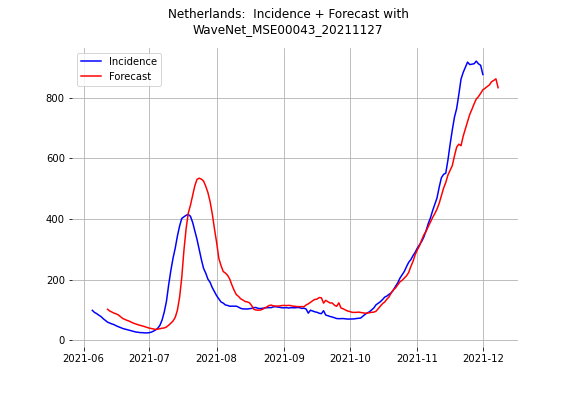 Netherlands:  Incidence + Forecast with
WaveNet_MSE00043_20211127
Incidence
Forecast
800
600
400
200
0
2021-06 2021-07 2021-08 2021-09 2021-10 2021-11 2021-12